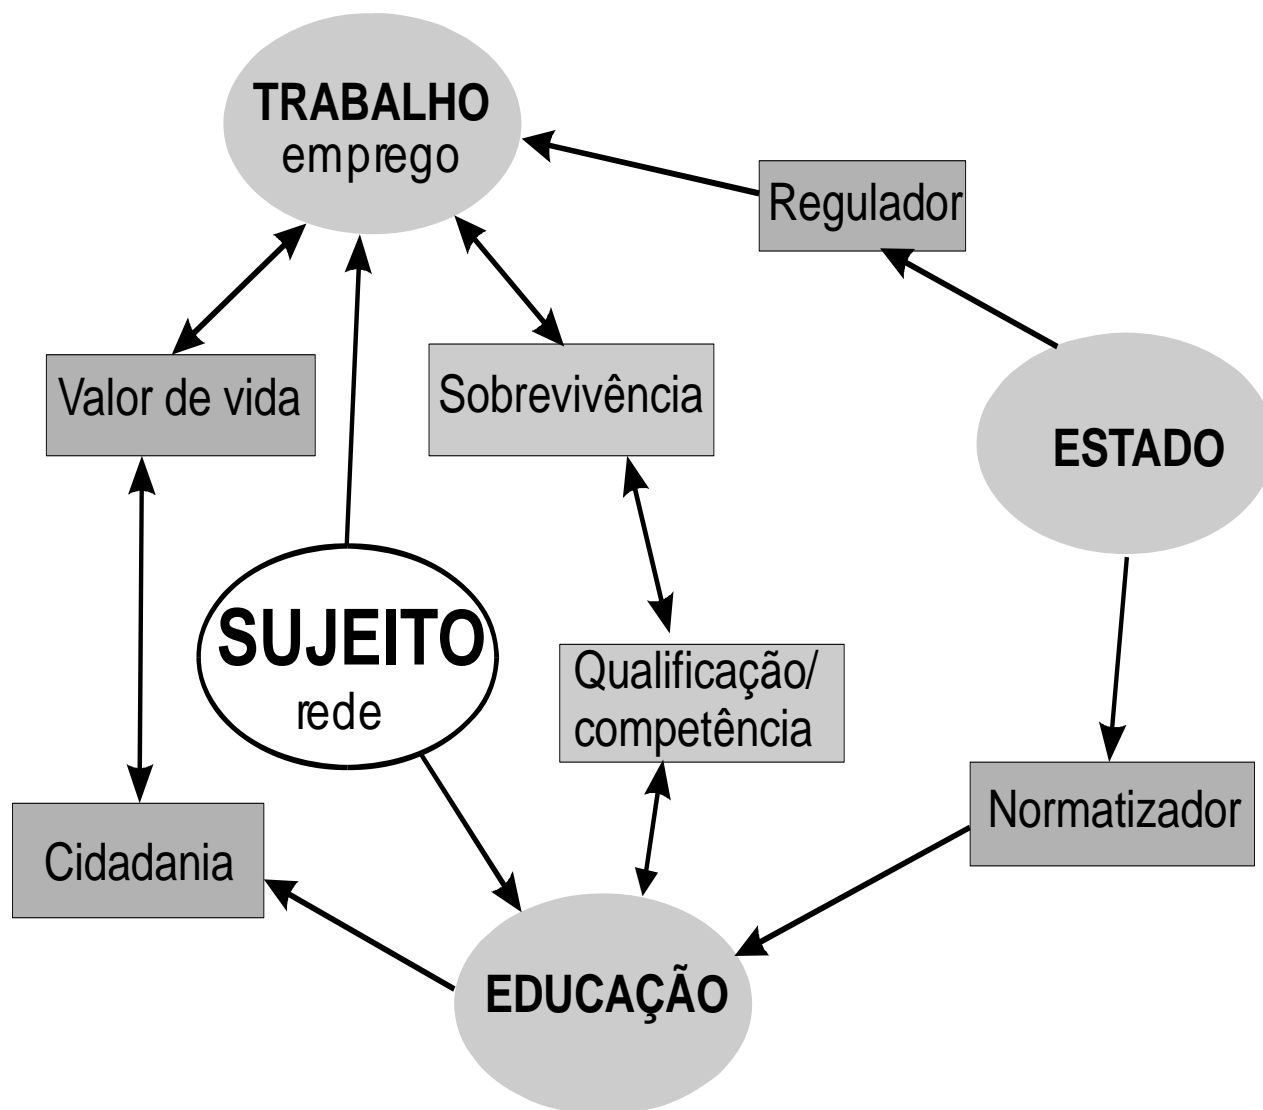 TRABALHO
emprego
Regulador
Valor de vida
Sobrevivência
ESTADO
SUJEITO
rede
Qualificação/
competência
Normatizador
Cidadania
EDUCAÇÃO